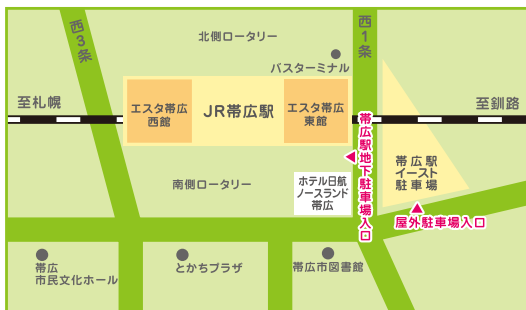 西3条
北側ロータリー
西1条
バスターミナル
至札幌
エスタ帯広
西館
JR帯広駅
エスタ帯広
東館
至釧路
帯広駅地下駐車場入口
帯広駅
イースト
駐車場
南側ロータリー
ホテル日航
ノースランド
帯広
屋外駐車場入口
帯広
市民文化ホール
とかちプラザ
帯広市図書館